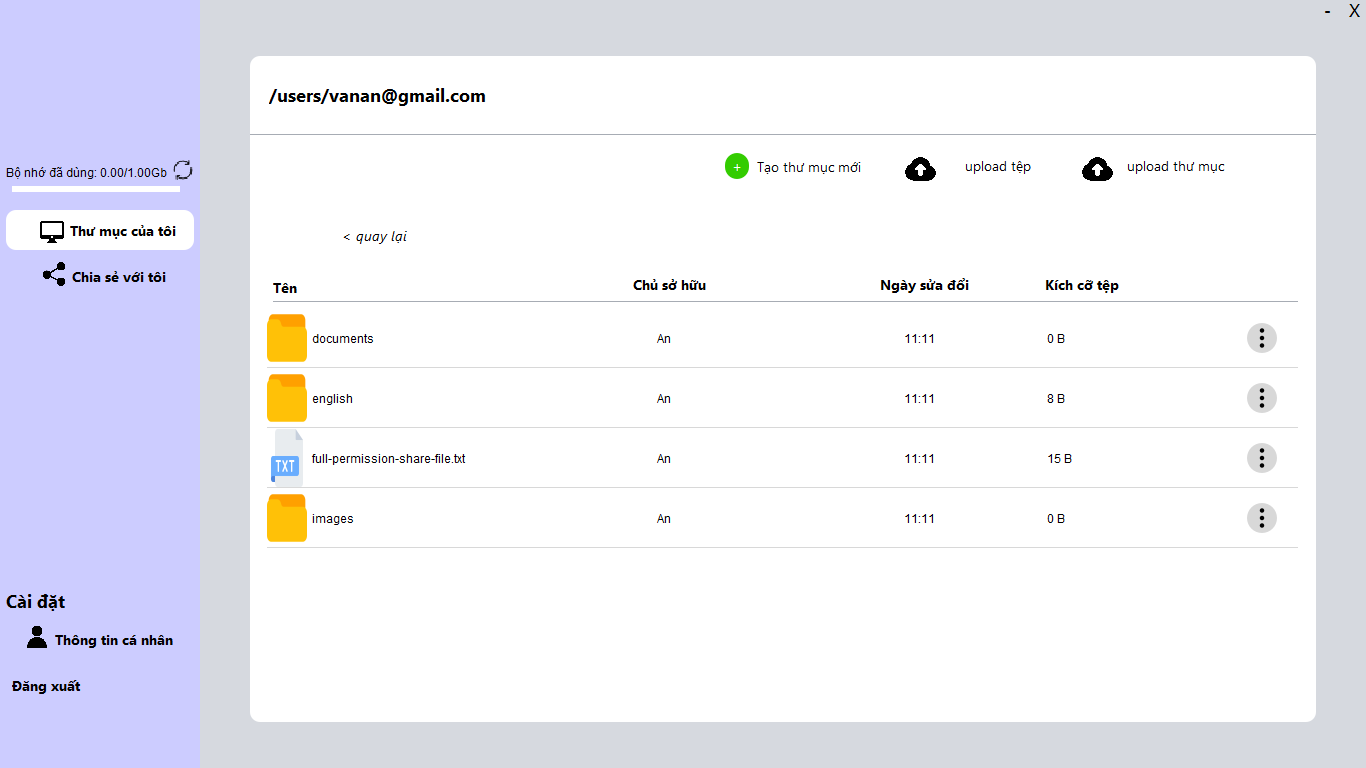 - X
/users/vanan@gmail.com
Bộ nhớ đã dùng: 0.00/1.00Gb
+ Tạo thư mục mới upload tệp upload thư mục
Thư mục của tôi
Chia sẻ với tôi
< quay lại
Tên Chủ sở hữu Ngày sửa đổi Kích cỡ tệp
documents An 11:11 0 B
english An 11:11 8 B
TXT full-permission-share-file.txt An 11:11 15 B
images An 11:11 0 B
Cài đặt
Thông tin cá nhân
Đăng xuất